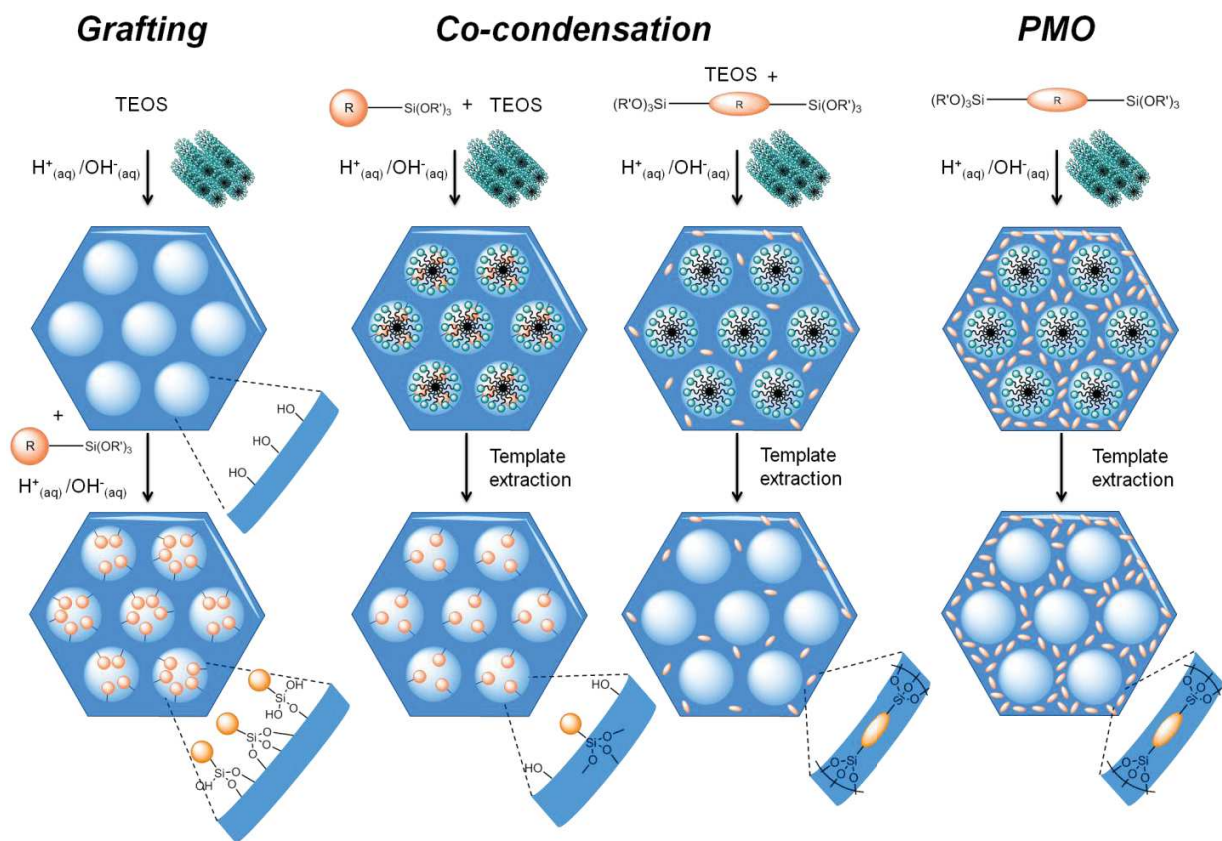 Grafting
Co-condensation
PMO
TEOS
R Si(OR')3 + TEOS
TEOS +
(R'O)3Si R Si(OR')3
(R'O)3Si R Si(OR')3
H+(aq)/OH-(aq)
H+(aq)/OH-(aq)
H+(aq)/OH-(aq)
H+(aq)/OH-(aq)
HO
HO
HO
+
R Si(OR')3
H+(aq)/OH-(aq)
Template
extraction
Template
extraction
Template
extraction
OH
Si
HO
O
O
Si
O
O
Si
O
O
OH
HO
Si
O
O
O
HO
O
O
O
Si
Si
O
O
O
O
O
O
Si
Si
O
O
O